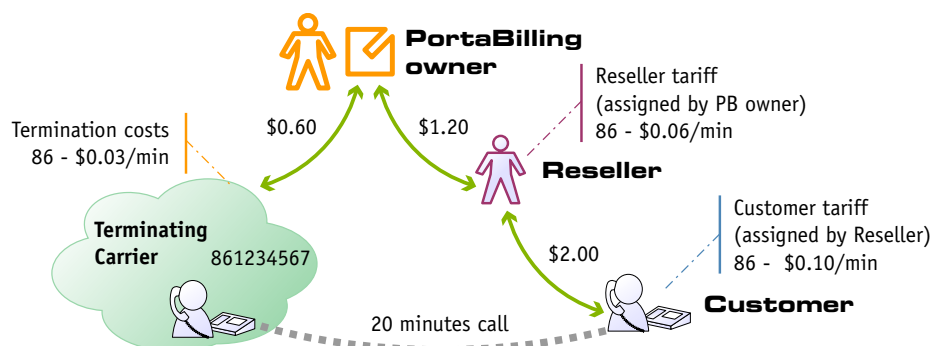 PortaBilling
owner
Reseller tariff
(assigned by PB owner)
86 - $0.06/min
Termination costs
86 - $0.03/min
$0.60
$1.20
Reseller
Terminating
Carrier
861234567
Customer tariff
(assigned by Reseller)
86 - $0.10/min
$2.00
Customer
20 minutes call